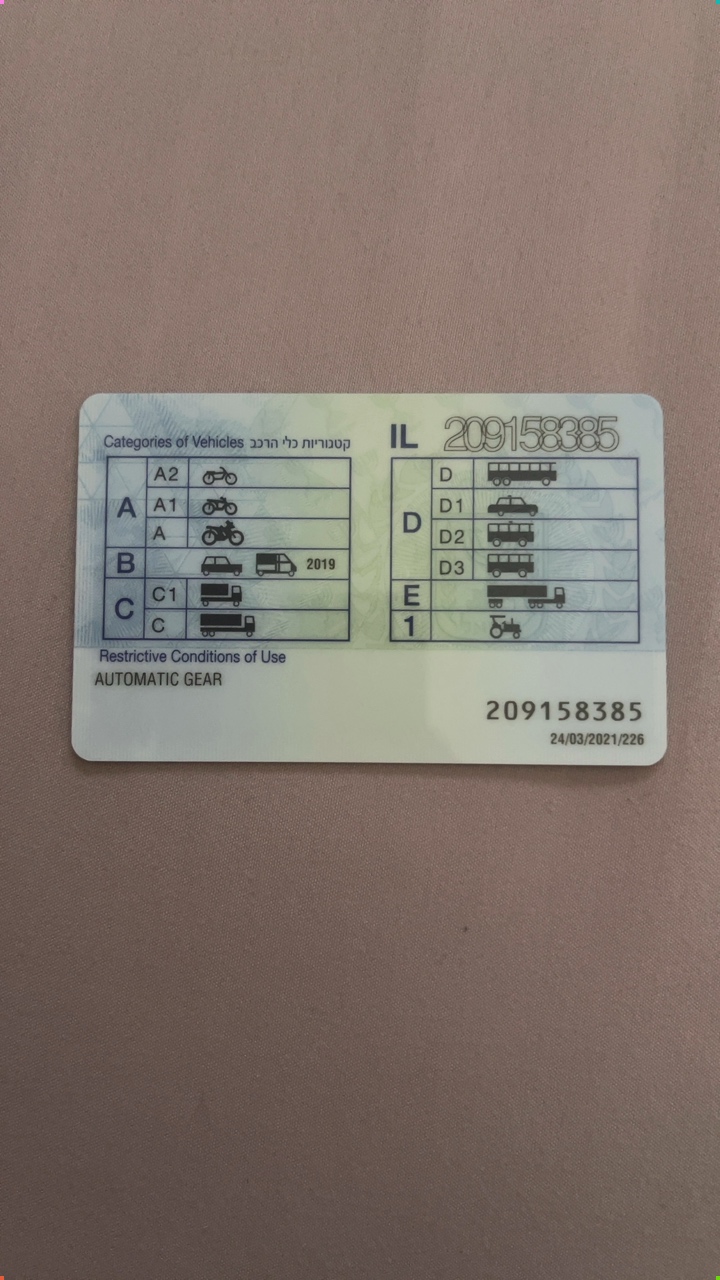 Categories of Vehicles קטגוריות כלי הרכב
A
A2
A1
A
B 2019
C
C1
C
IL 209158385
D
D
D1
D2
D3
E
1
Restrictive Conditions of Use
AUTOMATIC GEAR
209158385
24/03/2021/226